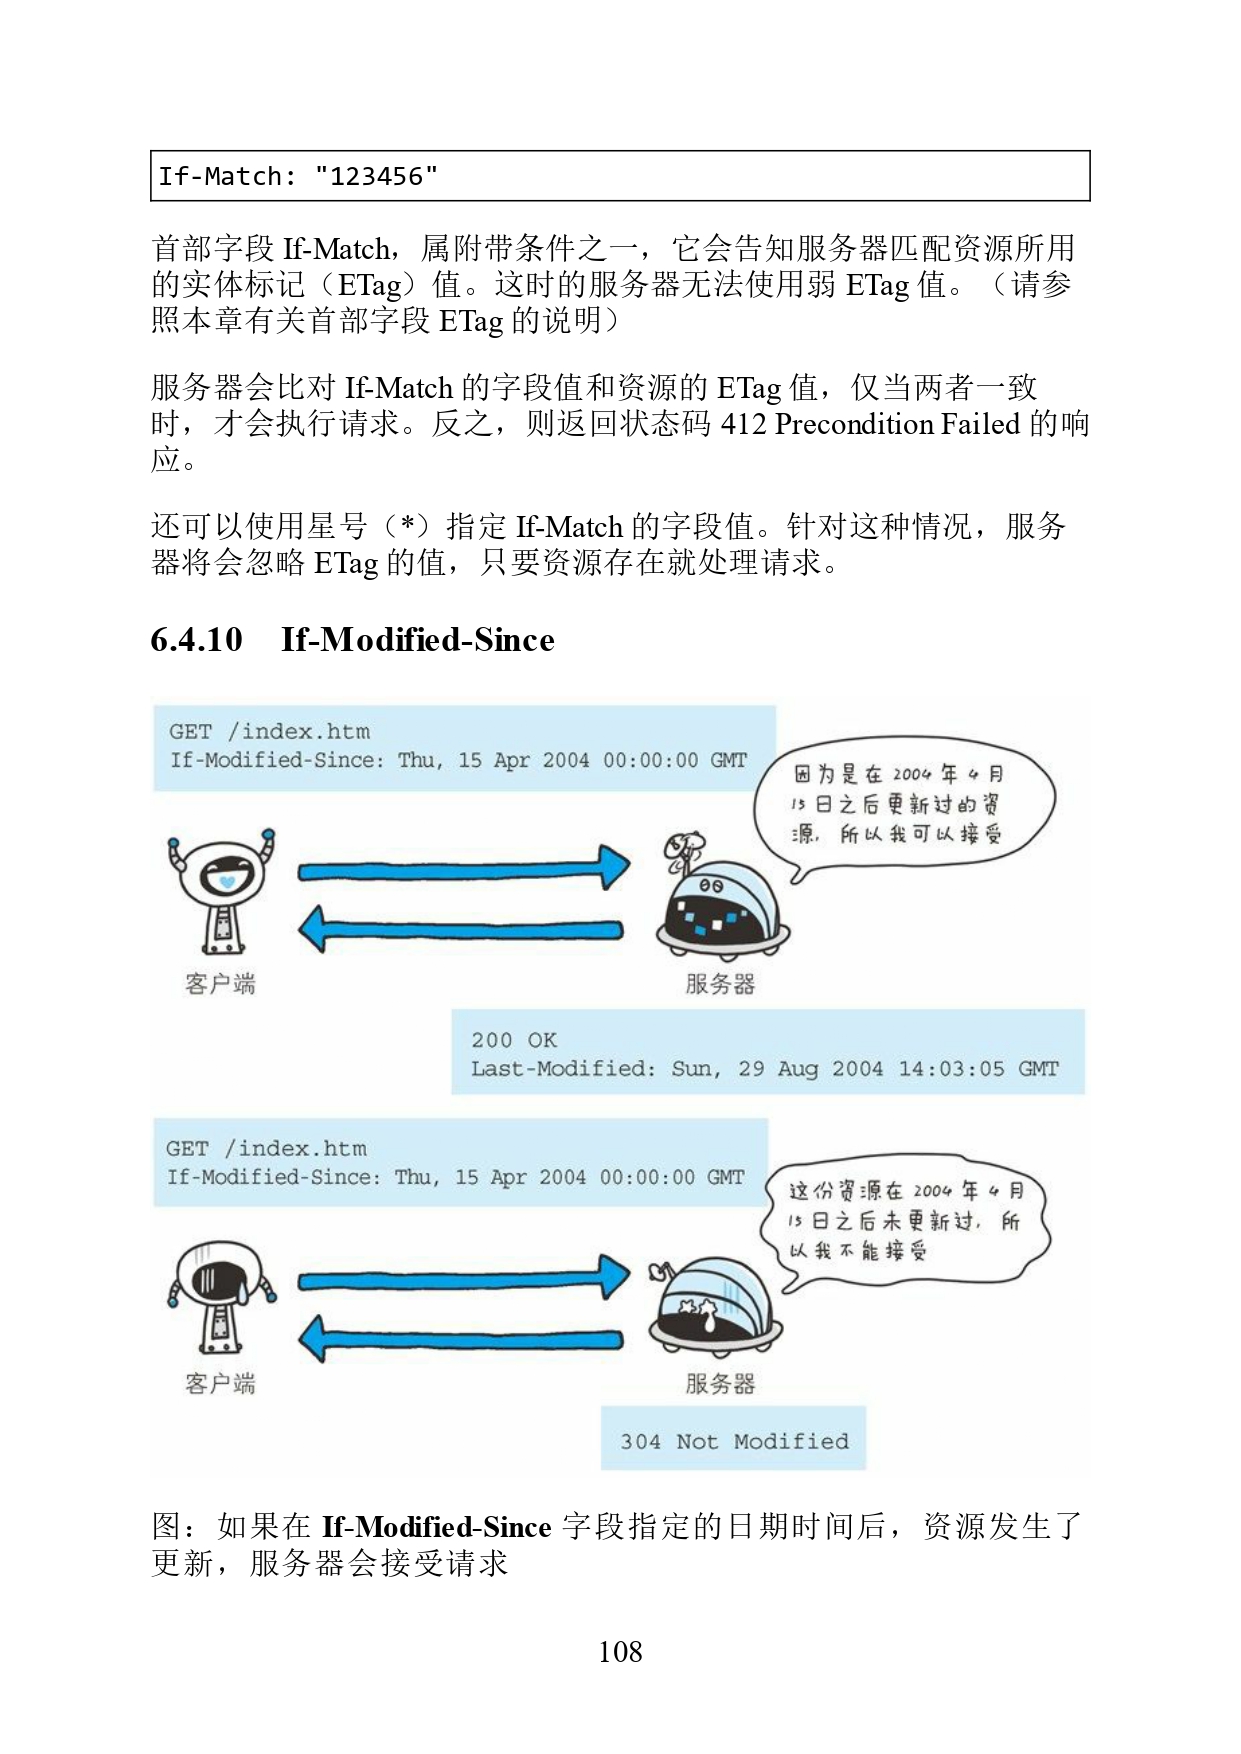 If-Match: "123456"
首部字段 If-Match，属附带条件之一，它会告知服务器匹配资源所用
的实体标记（ETag）值。这时的服务器无法使用弱 ETag 值。（请参
照本章有关首部字段 ETag 的说明）
服务器会比对 If-Match 的字段值和资源的 ETag 值，仅当两者一致
时，才会执行请求。反之，则返回状态码 412 Precondition Failed 的响
应。
还可以使用星号（*）指定 If-Match 的字段值。针对这种情况，服务
器将会忽略 ETag 的值，只要资源存在就处理请求。
6.4.10 If-Modified-Since
GET /index.htm
If-Modified-Since: Thu, 15 Apr 2004 00:00:00 GMT
因为是在 2004 年 4 月
15 日之后更新过的资
源，所以我可以接受
客户端
服务器
200 OK
Last-Modified: Sun, 29 Aug 2004 14:03:05 GMT
GET /index.htm
If-Modified-Since: Thu, 15 Apr 2004 00:00:00 GMT
这份资源在 2004 年 4 月
15 日之后未更新过，所
以我不能接受
客户端
服务器
304 Not Modified
图：如果在 If-Modified-Since 字段指定的日期时间后，资源发生了
更新，服务器会接受请求
108